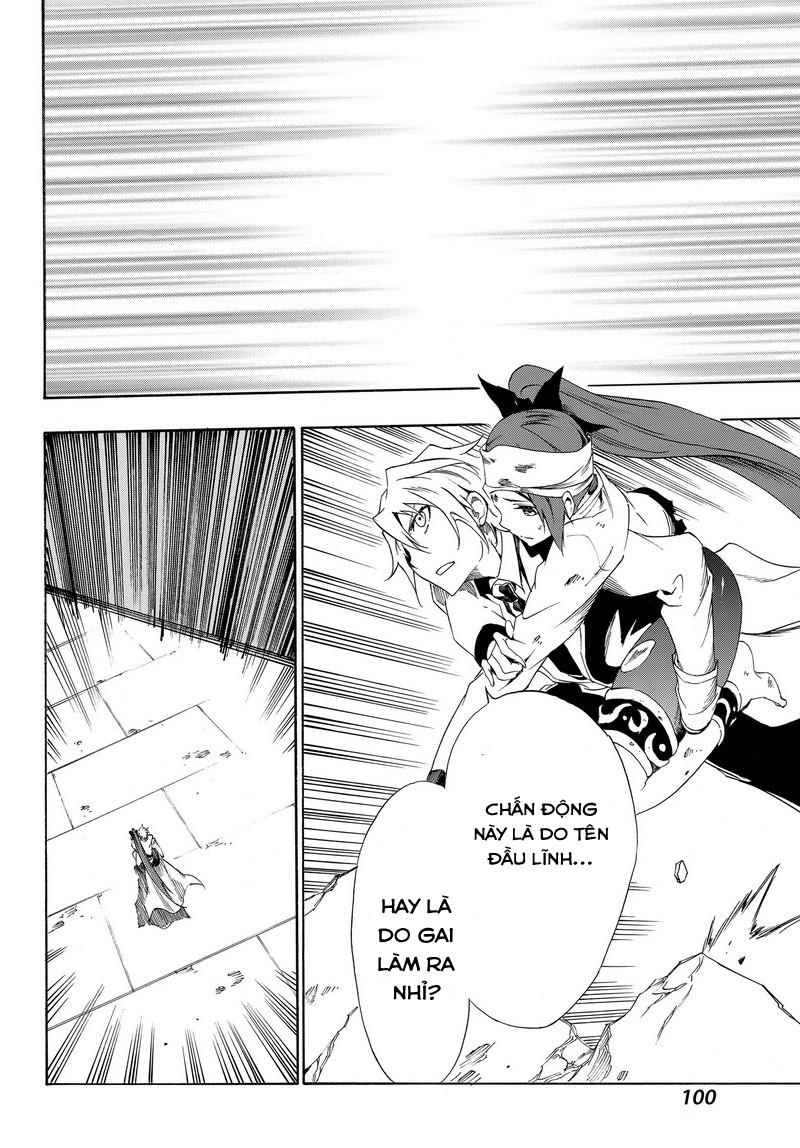 CHẤN ĐỘNG
NÀY LÀ DO TÊN
ĐẦU LĨNH...
HAY LÀ
DO GAI
LÀM RA
NHỈ?
100